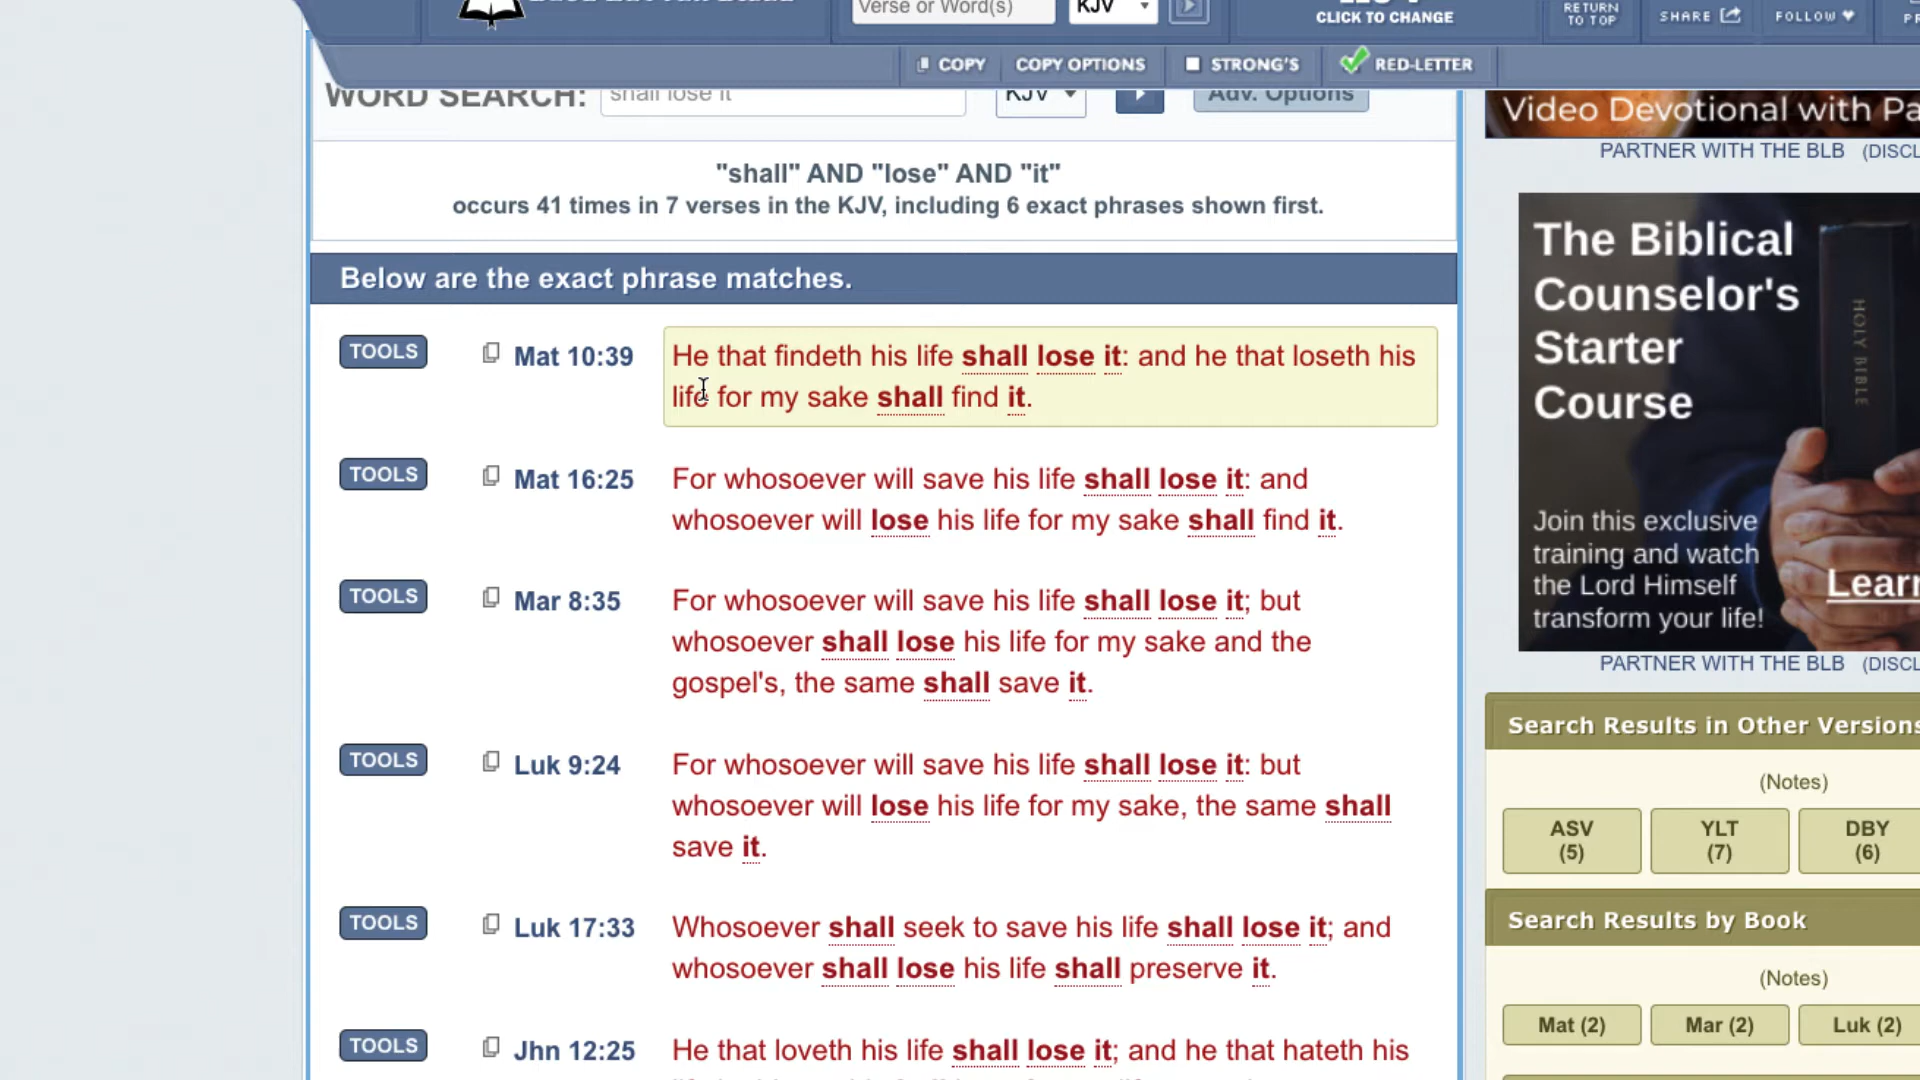 Verse or Word(s)
KJV
CLICK TO CHANGE
RETURN
TO TOP
SHARE
FOLLOW
COPY
COPY OPTIONS
STRONG'S
RED-LETTER
WORD SEARCH:
shall lose it
KJV
Adv. Options
"shall" AND "lose" AND "it"
occurs 41 times in 7 verses in the KJV, including 6 exact phrases shown first.
Below are the exact phrase matches.
TOOLS
Mat 10:39
He that findeth his life shall lose it: and he that loseth his
life for my sake shall find it.
TOOLS
Mat 16:25
For whosoever will save his life shall lose it: and
whosoever will lose his life for my sake shall find it.
TOOLS
Mar 8:35
For whosoever will save his life shall lose it; but
whosoever shall lose his life for my sake and the
gospel's, the same shall save it.
TOOLS
Luk 9:24
For whosoever will save his life shall lose it: but
whosoever will lose his life for my sake, the same shall
save it.
TOOLS
Luk 17:33
Whosoever shall seek to save his life shall lose it; and
whosoever shall lose his life shall preserve it.
TOOLS
Jhn 12:25
He that loveth his life shall lose it; and he that hateth his
Video Devotional with Pa
PARTNER WITH THE BLB (DISCL
The Biblical
Counselor's
Starter
Course
HOLY BIBLE
Join this exclusive
training and watch
the Lord Himself
transform your life!
Learn
PARTNER WITH THE BLB (DISCL
Search Results in Other Versions
(Notes)
ASV
(5)
YLT
(7)
DBY
(6)
Search Results by Book
(Notes)
Mat (2)
Mar (2)
Luk (2)